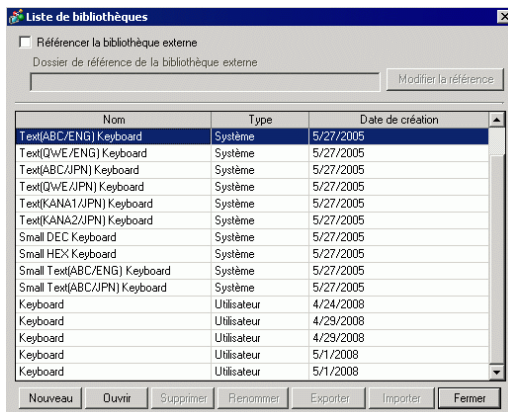 Liste de bibliothèques
Référencer la bibliothèque externe
Dossier de référence de la bibliothèque externe
Modifier la référence
Nom Type Date de création
Text(ABC/ENG) Keyboard Système 5/27/2005
Text(QWE/ENG) Keyboard Système 5/27/2005
Text(ABC/JPN) Keyboard Système 5/27/2005
Text(QWE/JPN) Keyboard Système 5/27/2005
Text(KANA1/JPN) Keyboard Système 5/27/2005
Text(KANA2/JPN) Keyboard Système 5/27/2005
Small DEC Keyboard Système 5/27/2005
Small HEX Keyboard Système 5/27/2005
Small Text(ABC/ENG) Keyboard Système 5/27/2005
Small Text(ABC/JPN) Keyboard Système 5/27/2005
Keyboard Utilisateur 4/24/2008
Keyboard Utilisateur 4/29/2008
Keyboard Utilisateur 4/29/2008
Keyboard Utilisateur 5/1/2008
Keyboard Utilisateur 5/1/2008
Nouveau Ouvrir Supprimer Renommer Exporter Importer Fermer